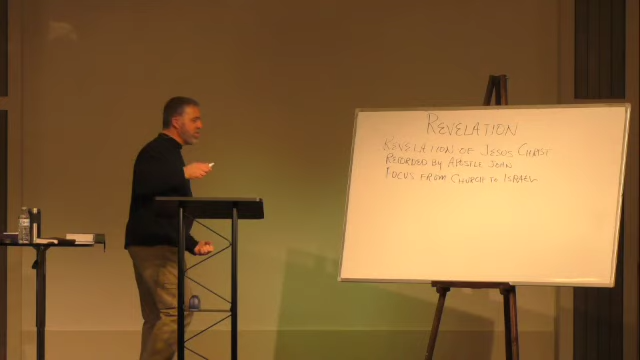 REVELATION
REVELATION OF JESUS CHRIST
RECORDED BY APOSTLE JOHN
FOCUS FROM CHURCH TO ISRAEL